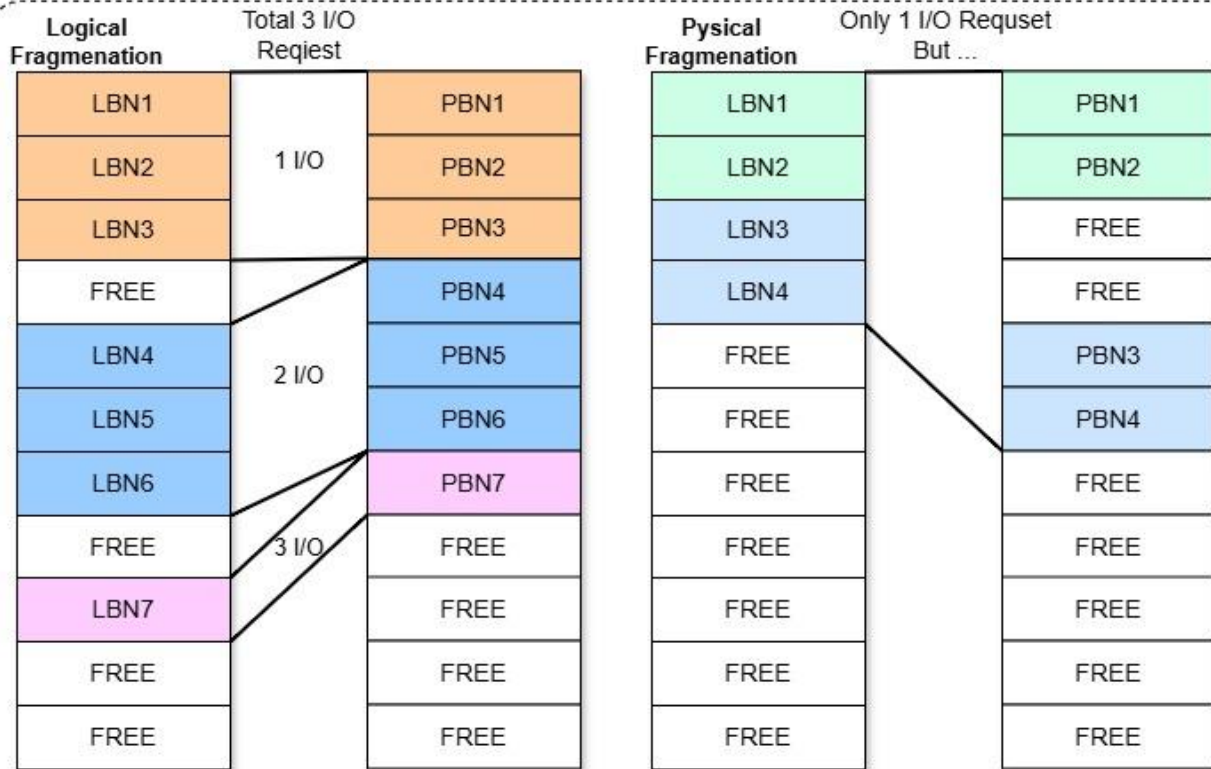 Logical
Fragmenation
Total 3 I/O
Reqiest
LBN1
LBN2
LBN3
FREE
LBN4
LBN5
LBN6
FREE
LBN7
FREE
FREE
1 I/O
2 I/O
3 I/O
PBN1
PBN2
PBN3
PBN4
PBN5
PBN6
PBN7
FREE
FREE
FREE
FREE
Pysical
Fragmenation
Only 1 I/O Requset
But ...
LBN1
LBN2
LBN3
LBN4
FREE
FREE
FREE
FREE
FREE
FREE
FREE
PBN1
PBN2
FREE
FREE
PBN3
PBN4
FREE
FREE
FREE
FREE
FREE